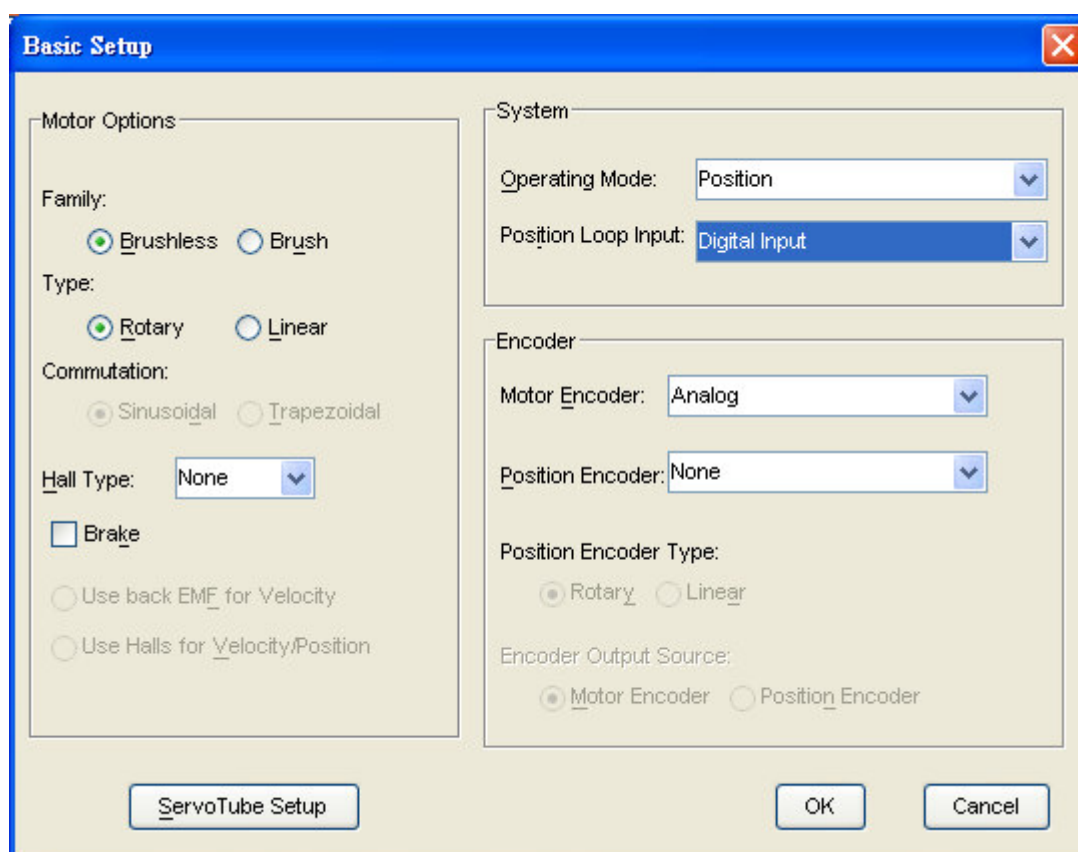 Basic Setup
Motor Options
Family:
Brushless Brush
Type:
Rotary Linear
Commutation:
Sinusoidal Trapezoidal
Hall Type: None
Brake
Use back EMF for Velocity
Use Halls for Velocity/Position
System
Operating Mode: Position
Position Loop Input: Digital Input
Encoder
Motor Encoder: Analog
Position Encoder: None
Position Encoder Type:
Rotary Linear
Encoder Output Source:
Motor Encoder Position Encoder
ServoTube Setup
OK
Cancel